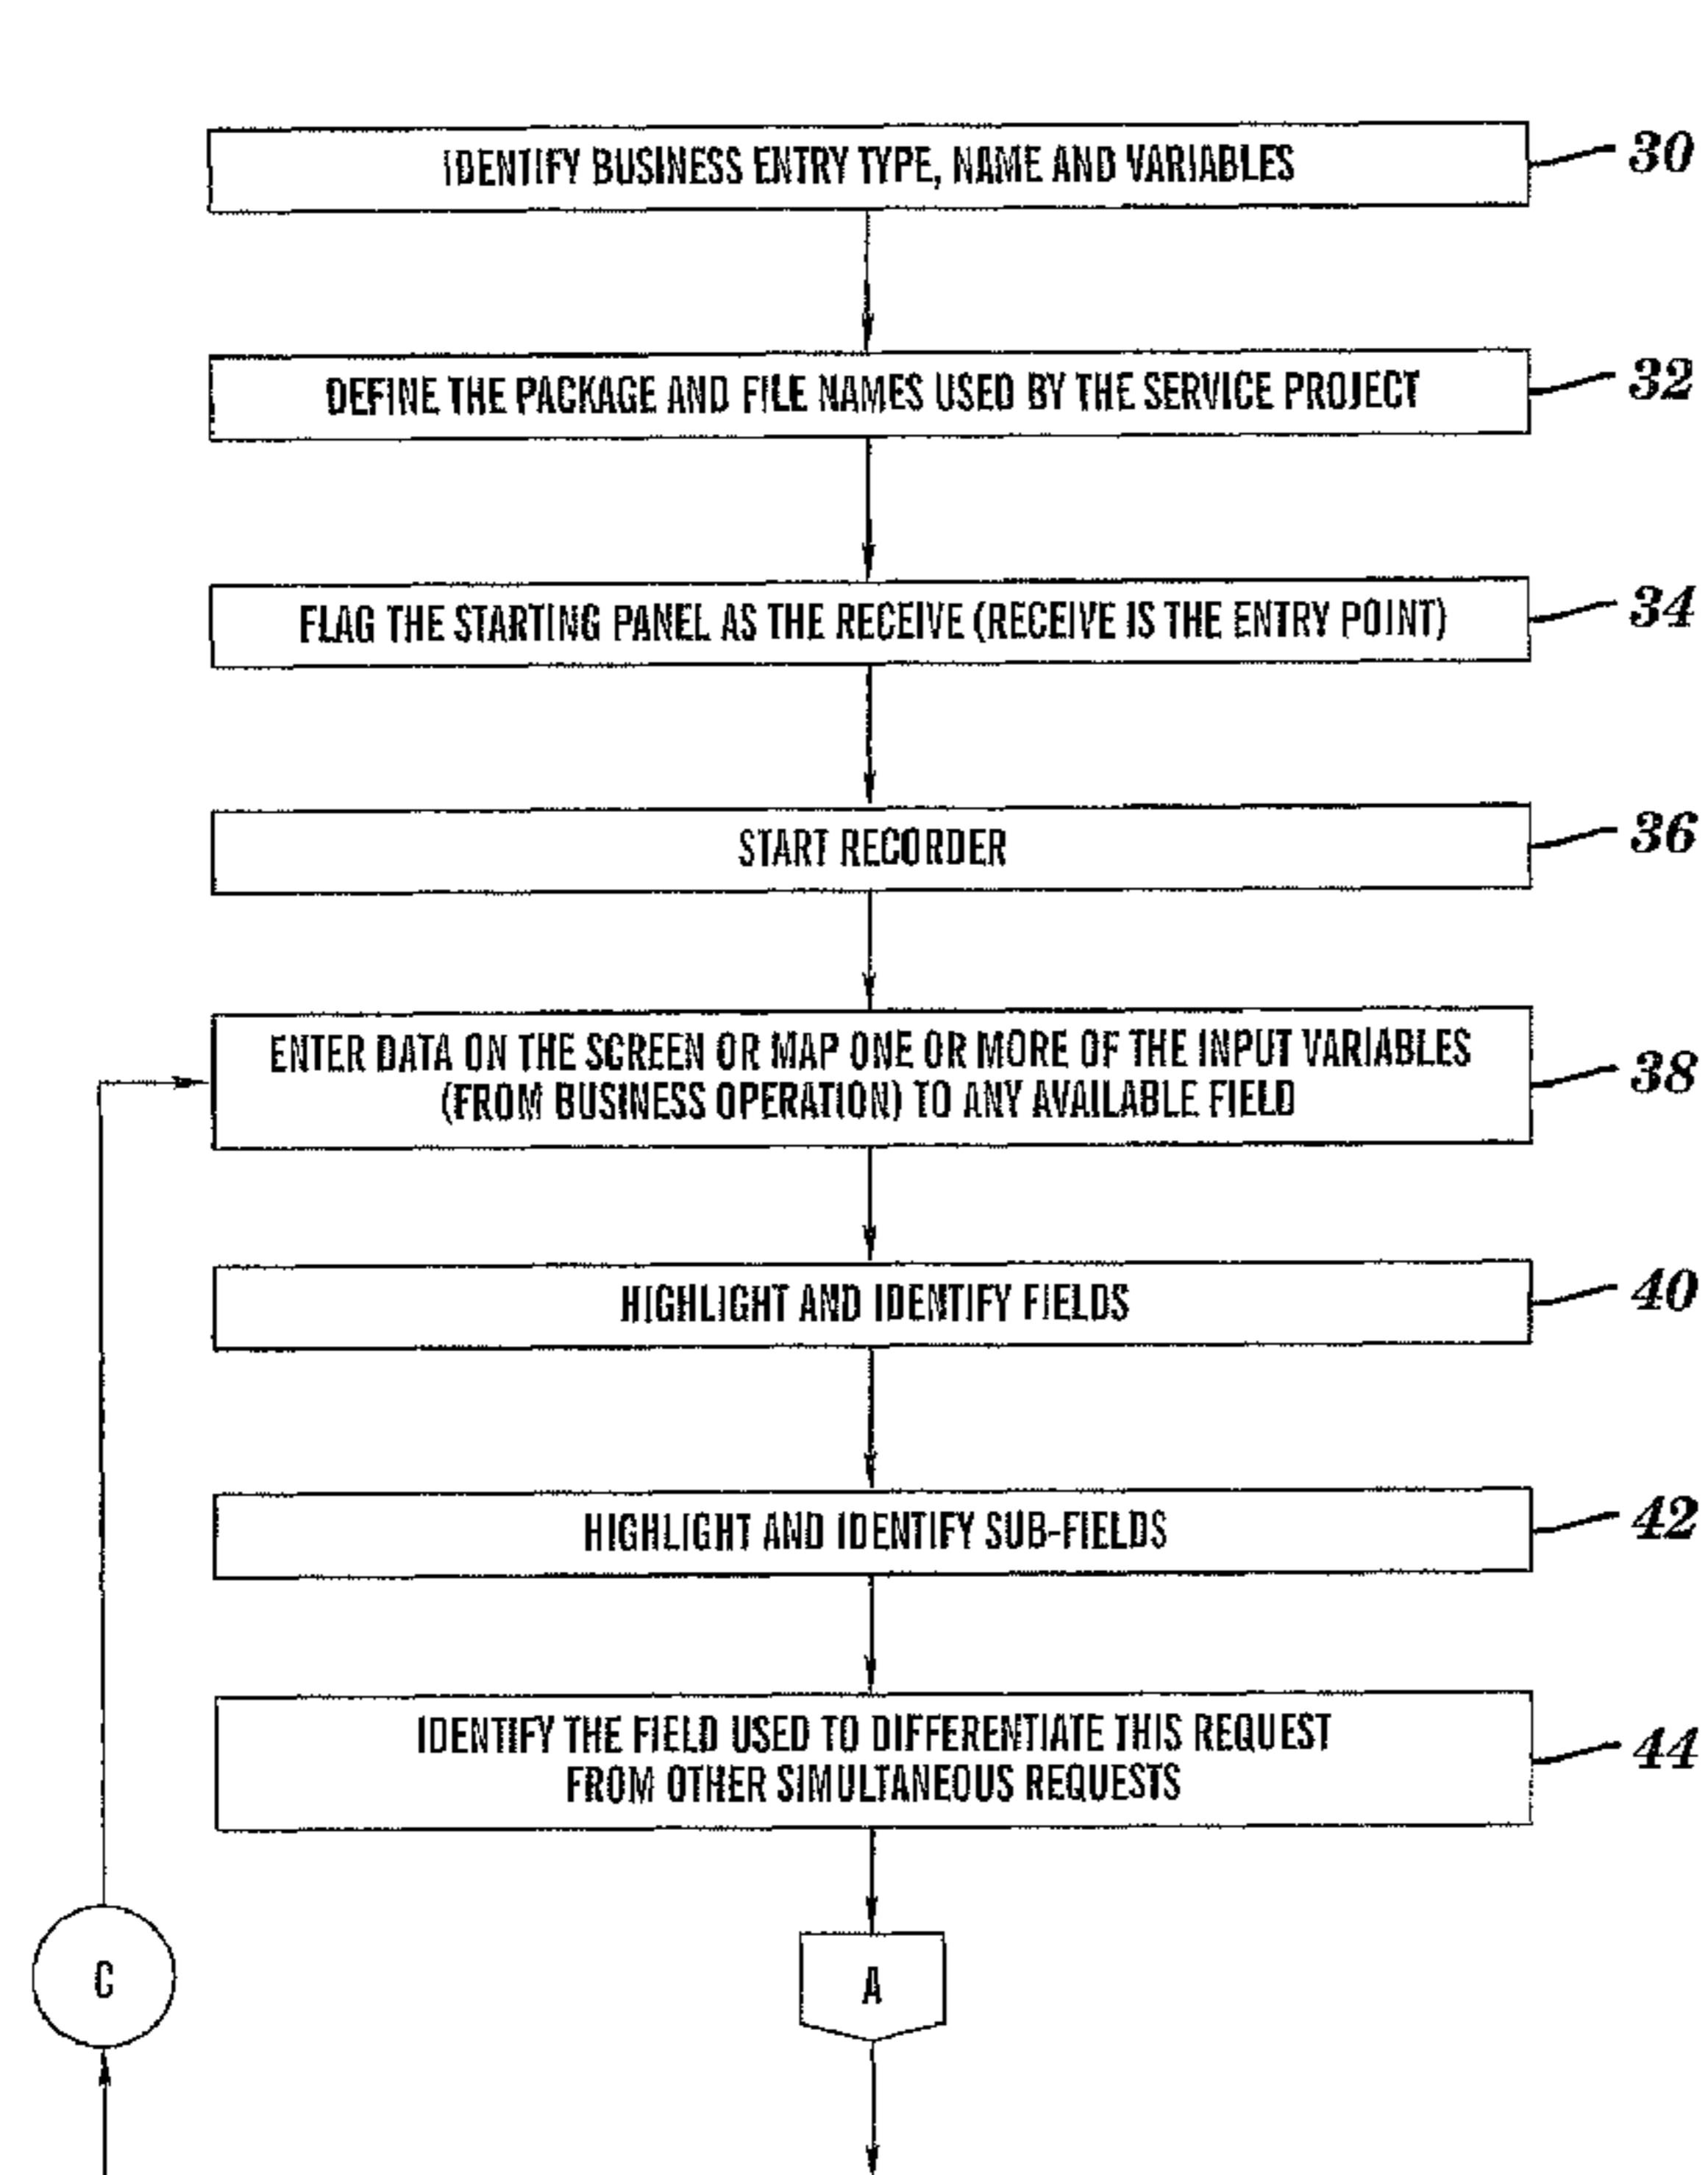 IDENTIFY BUSINESS ENTRY TYPE, NAME AND VARIABLES
30
DEFINE THE PACKAGE AND FILE NAMES USED BY THE SERVICE PROJECT
32
FLAG THE STARTING PANEL AS THE RECEIVE (RECEIVE IS THE ENTRY POINT)
34
START RECORDER
36
ENTER DATA ON THE SCREEN OR MAP ONE OR MORE OF THE INPUT VARIABLES
(FROM BUSINESS OPERATION) TO ANY AVAILABLE FIELD
38
HIGHLIGHT AND IDENTIFY FIELDS
40
HIGHLIGHT AND IDENTIFY SUB-FIELDS
42
IDENTIFY THE FIELD USED TO DIFFERENTIATE THIS REQUEST
FROM OTHER SIMULTANEOUS REQUESTS
44
C
A